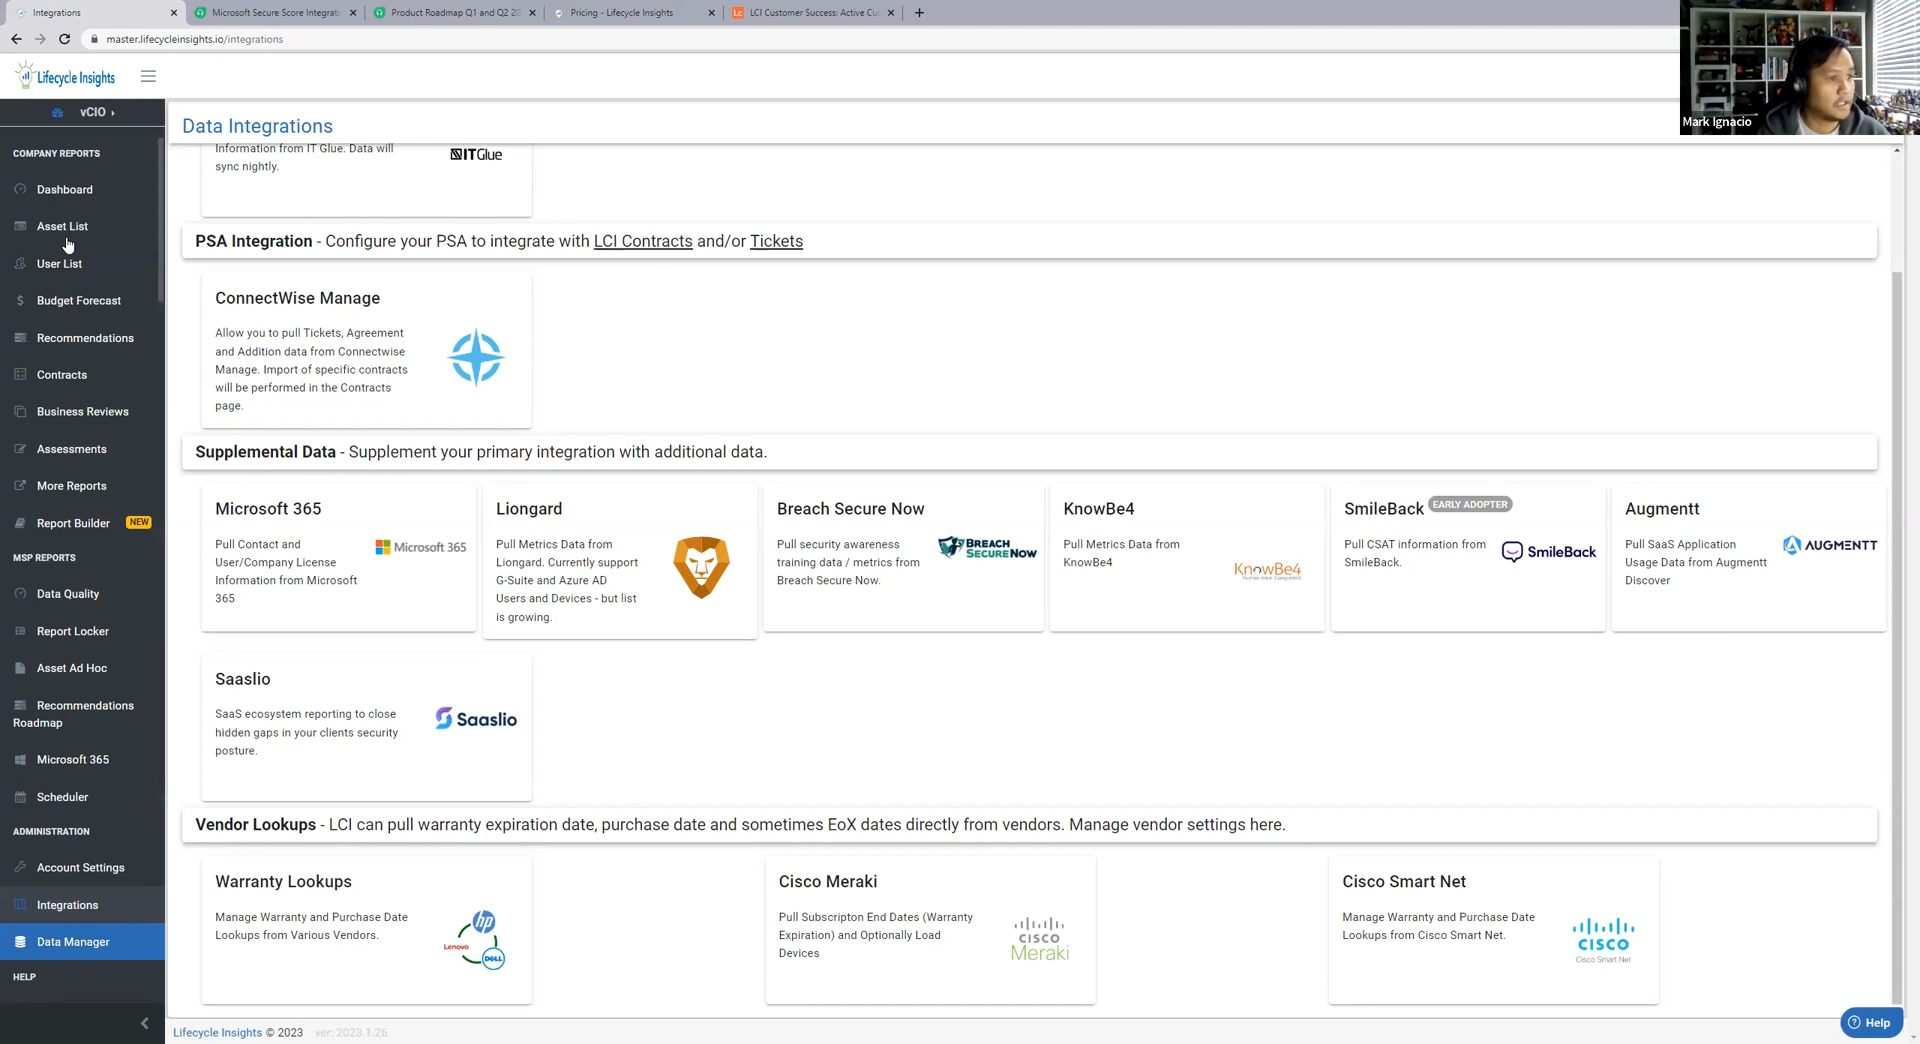 Integrations
Microsoft Secure Score Integrati
Product Roadmap Q1 and Q2 20
Pricing - Lifecycle Insights
LCI Customer Success: Active Cu
master.lifecycleinsights.io/integrations
Lifecycle Insights
Mark Ignacio
vCIO
COMPANY REPORTS
Dashboard
Asset List
User List
Budget Forecast
Recommendations
Contracts
Business Reviews
Assessments
More Reports
Report Builder NEW
MSP REPORTS
Data Quality
Report Locker
Asset Ad Hoc
Recommendations
Roadmap
Microsoft 365
Scheduler
ADMINISTRATION
Account Settings
Integrations
Data Manager
HELP
Data Integrations
Information from IT Glue. Data will
sync nightly.
ITGlue
PSA Integration - Configure your PSA to integrate with LCI Contracts and/or Tickets
ConnectWise Manage
Allow you to pull Tickets, Agreement
and Addition data from Connectwise
Manage. Import of specific contracts
will be performed in the Contracts
page.
Supplemental Data - Supplement your primary integration with additional data.
Microsoft 365
Pull Contact and
User/Company License
Information from Microsoft
365
Microsoft 365
Liongard
Pull Metrics Data from
Liongard. Currently support
G-Suite and Azure AD
Users and Devices - but list
is growing.
Breach Secure Now
Pull security awareness
training data / metrics from
Breach Secure Now.
BREACH
SECURE NOW
KnowBe4
Pull Metrics Data from
KnowBe4
KnowBe4
Human error. Conquered.
SmileBack EARLY ADOPTER
Pull CSAT information from
SmileBack.
SmileBack
Augmentt
Pull SaaS Application
Usage Data from Augmentt
Discover
AUGMENTT
Saaslio
SaaS ecosystem reporting to close
hidden gaps in your clients security
posture.
Saaslio
Vendor Lookups - LCI can pull warranty expiration date, purchase date and sometimes EoX dates directly from vendors. Manage vendor settings here.
Warranty Lookups
Manage Warranty and Purchase Date
Lookups from Various Vendors.
hp
Lenovo
DELL
Cisco Meraki
Pull Subscripton End Dates (Warranty
Expiration) and Optionally Load
Devices
CISCO
Meraki
Cisco Smart Net
Manage Warranty and Purchase Date
Lookups from Cisco Smart Net.
CISCO
Cisco Smart Net
Lifecycle Insights © 2023 ver: 2023.1.26
Help